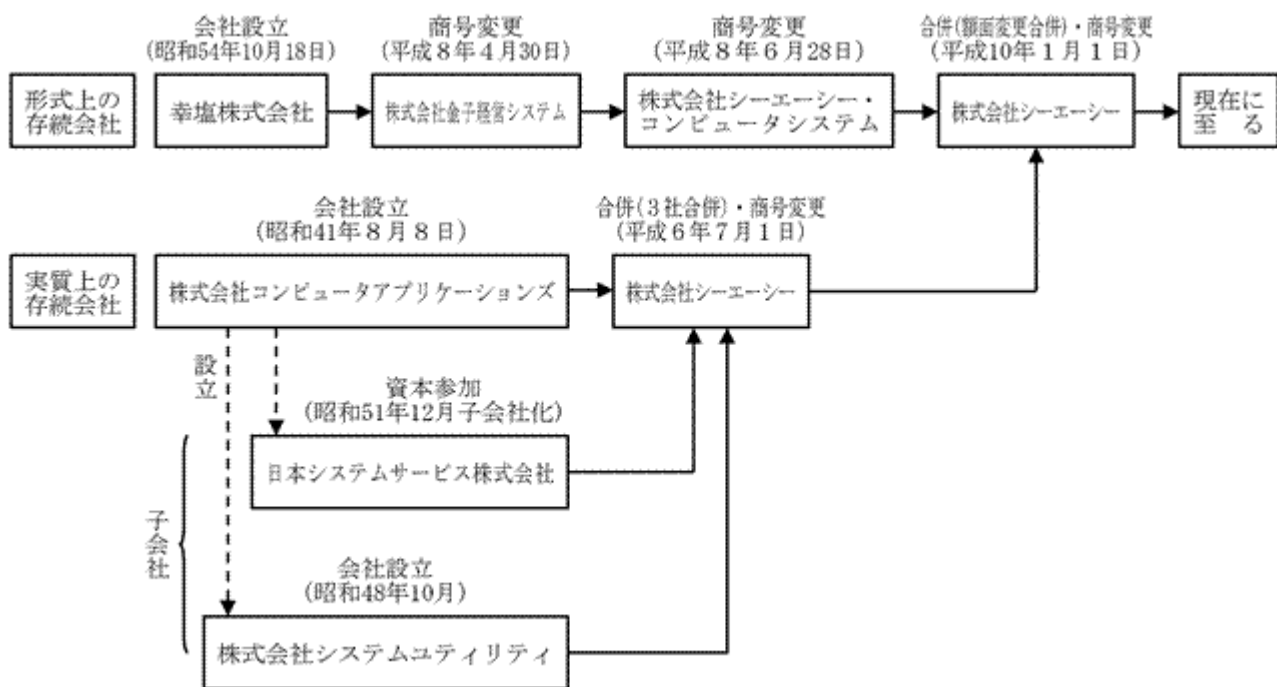 会社設立
(昭和54年10月18日)
商号変更
(平成8年4月30日)
商号変更
(平成8年6月28日)
合併(額面変更合併)・商号変更
(平成10年1月1日)
形式上の
存続会社
幸塩株式会社
株式会社金子経営システム
株式会社シーエーシー・
コンピュータシステム
株式会社シーエーシー
現在に
至る
会社設立
(昭和41年8月8日)
合併(3社合併)・商号変更
(平成6年7月1日)
実質上の
存続会社
株式会社コンピュータアプリケーションズ
株式会社シーエーシー
設立
資本参加
(昭和51年12月子会社化)
日本システムサービス株式会社
子会社
会社設立
(昭和48年10月)
株式会社システムユティリティ